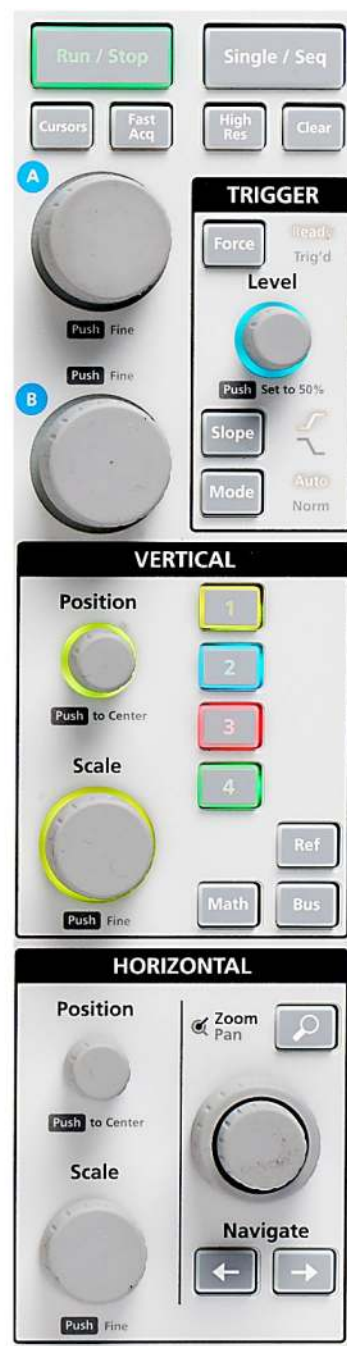 Run / Stop
Single / Seq
Cursors
Fast
Acq
High
Res
Clear
A
Push Fine
Push Fine
B
TRIGGER
Force
Ready
Trig'd
Level
Push Set to 50%
Slope
Mode
Auto
Norm
VERTICAL
Position
Push to Center
Scale
Push Fine
1
2
3
4
Ref
Math
Bus
HORIZONTAL
Position
Push to Center
Scale
Push Fine
Zoom
Pan
Navigate